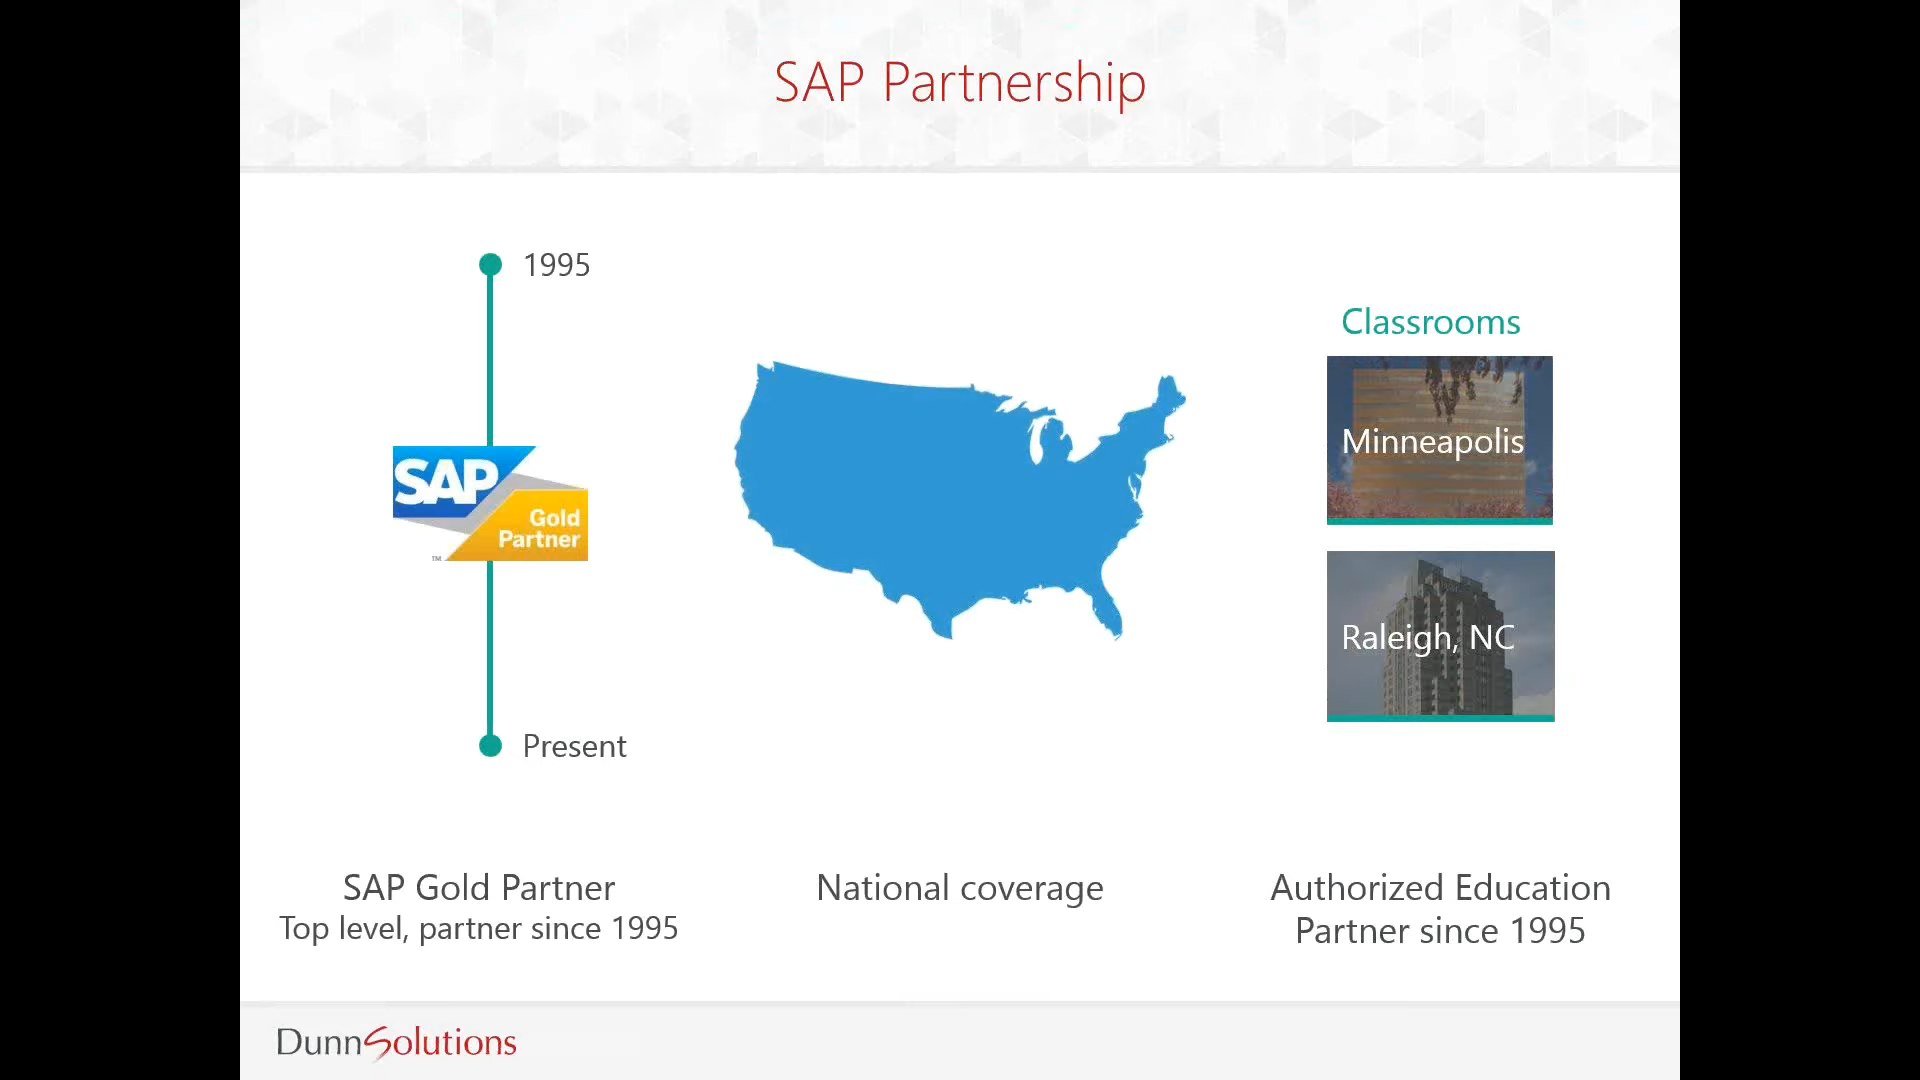 SAP Partnership
1995
SAP
Gold
Partner
™
Present
SAP Gold Partner
Top level, partner since 1995
National coverage
Classrooms
Minneapolis
Raleigh, NC
Authorized Education
Partner since 1995
DunnSolutions